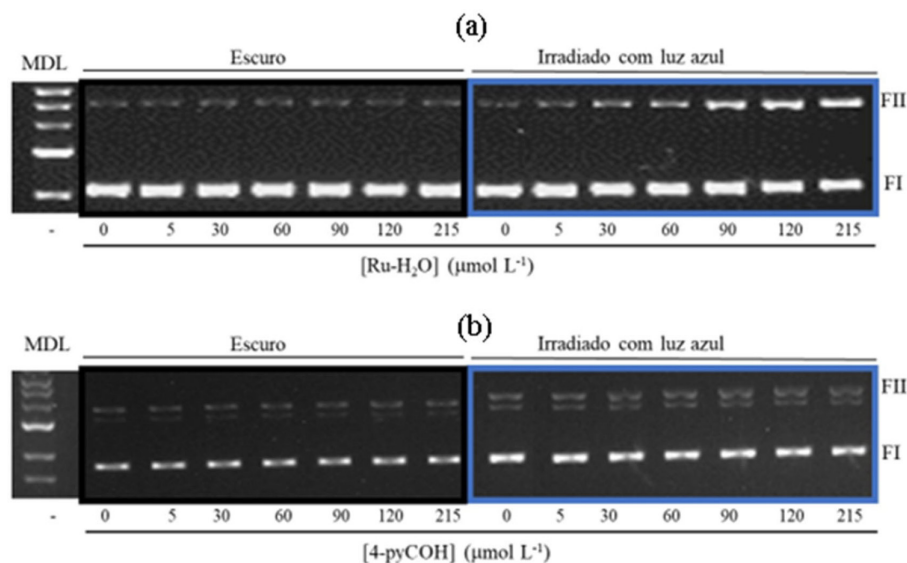 (a)
Escuro Irradiado com luz azul
MDL
FII
FI
- 0 5 30 60 90 120 215 0 5 30 60 90 120 215
[Ru-H₂O] (μmol L⁻¹)
(b)
MDL Escuro Irradiado com luz azul
FII
FI
- 0 5 30 60 90 120 215 0 5 30 60 90 120 215
[4-pyCOH] (μmol L⁻¹)